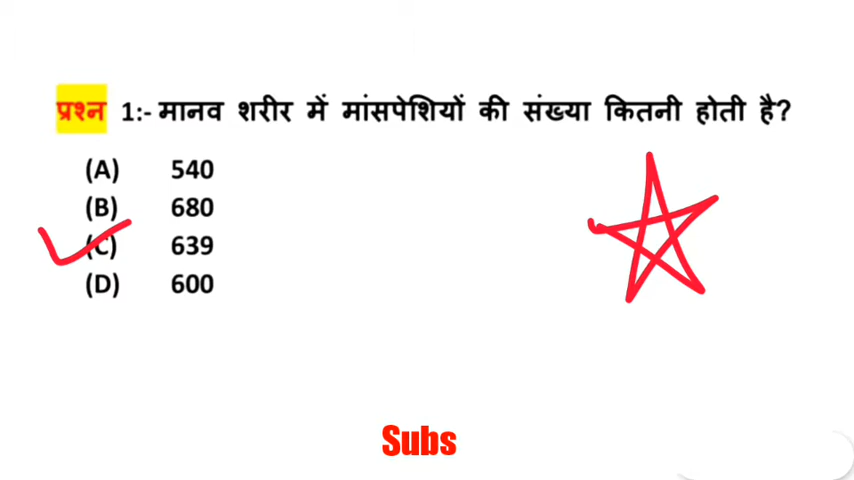 प्रश्न 1:- मानव शरीर में मांसपेशियों की संख्या कितनी होती है?
(A) 540
(B) 680
(C) 639
(D) 600
Subs